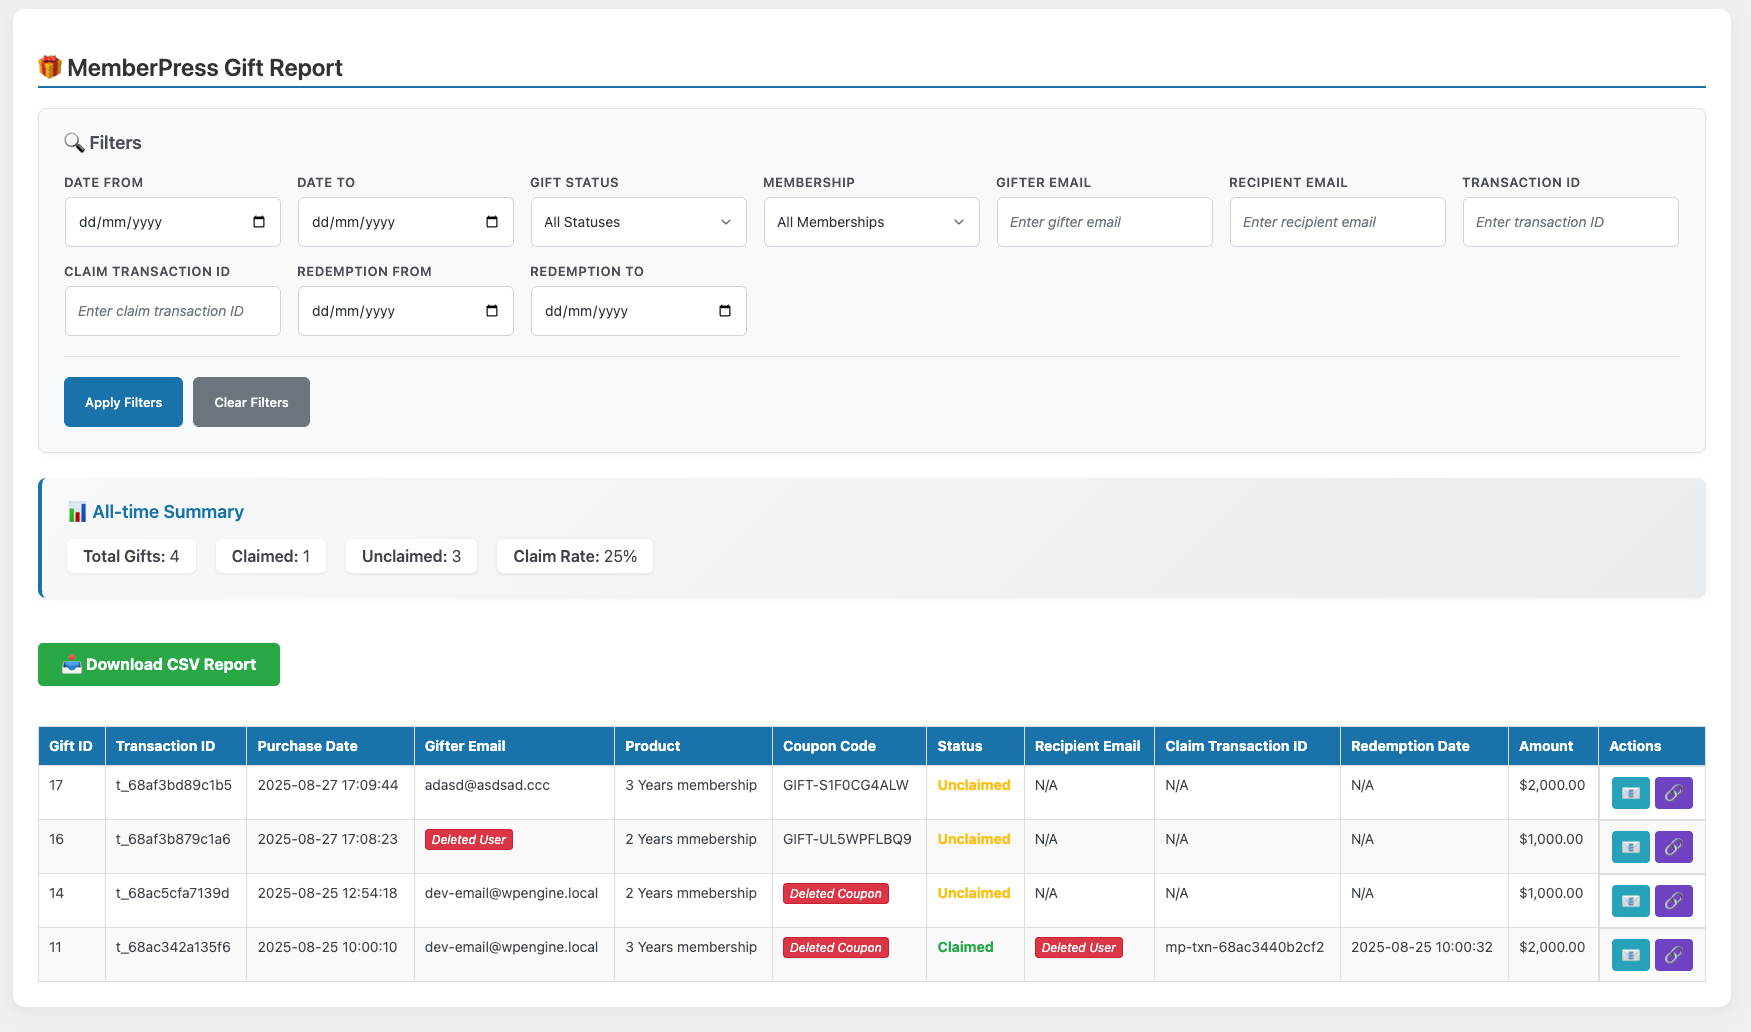 🎁 MemberPress Gift Report
🔍 Filters
DATE FROM DATE TO GIFT STATUS MEMBERSHIP GIFTER EMAIL RECIPIENT EMAIL TRANSACTION ID
dd/mm/yyyy dd/mm/yyyy All Statuses All Memberships Enter gifter email Enter recipient email Enter transaction ID
CLAIM TRANSACTION ID REDEMPTION FROM REDEMPTION TO
Enter claim transaction ID dd/mm/yyyy dd/mm/yyyy
Apply Filters Clear Filters
📊 All-time Summary
Total Gifts: 4 Claimed: 1 Unclaimed: 3 Claim Rate: 25%
📥 Download CSV Report
Gift ID Transaction ID Purchase Date Gifter Email Product Coupon Code Status Recipient Email Claim Transaction ID Redemption Date Amount Actions
17 t_68af3bd89c1b5 2025-08-27 17:09:44 adasd@asdsad.ccc 3 Years membership GIFT-S1F0CG4ALW Unclaimed N/A N/A N/A $2,000.00
16 t_68af3b879c1a6 2025-08-27 17:08:23 Deleted User 2 Years mmebership GIFT-UL5WPFLBQ9 Unclaimed N/A N/A N/A $1,000.00
14 t_68ac5cfa7139d 2025-08-25 12:54:18 dev-email@wpengine.local 2 Years mmebership Deleted Coupon Unclaimed N/A N/A N/A $1,000.00
11 t_68ac342a135f6 2025-08-25 10:00:10 dev-email@wpengine.local 3 Years membership Deleted Coupon Claimed Deleted User mp-txn-68ac3440b2cf2 2025-08-25 10:00:32 $2,000.00